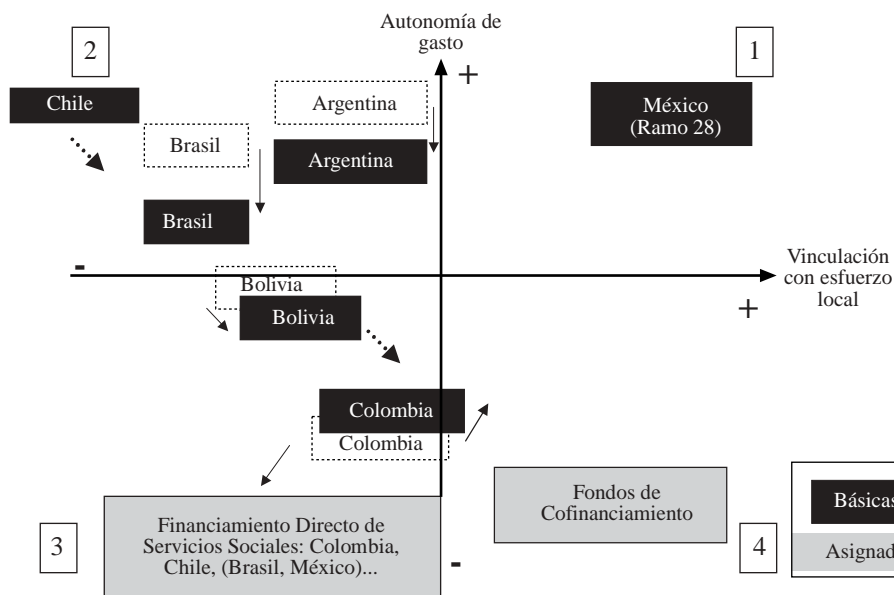 Autonomía de
gasto
2
1
+
Chile
Argentina
México
(Ramo 28)
Brasil
Argentina
Brasil
-
Vinculación
con esfuerzo
local
+
Bolivia
Bolivia
Colombia
Colombia
Fondos de
Cofinanciamiento
Básicas
Financiamiento Directo de
Servicios Sociales: Colombia,
Chile, (Brasil, México)...
3
-
4
Asignad